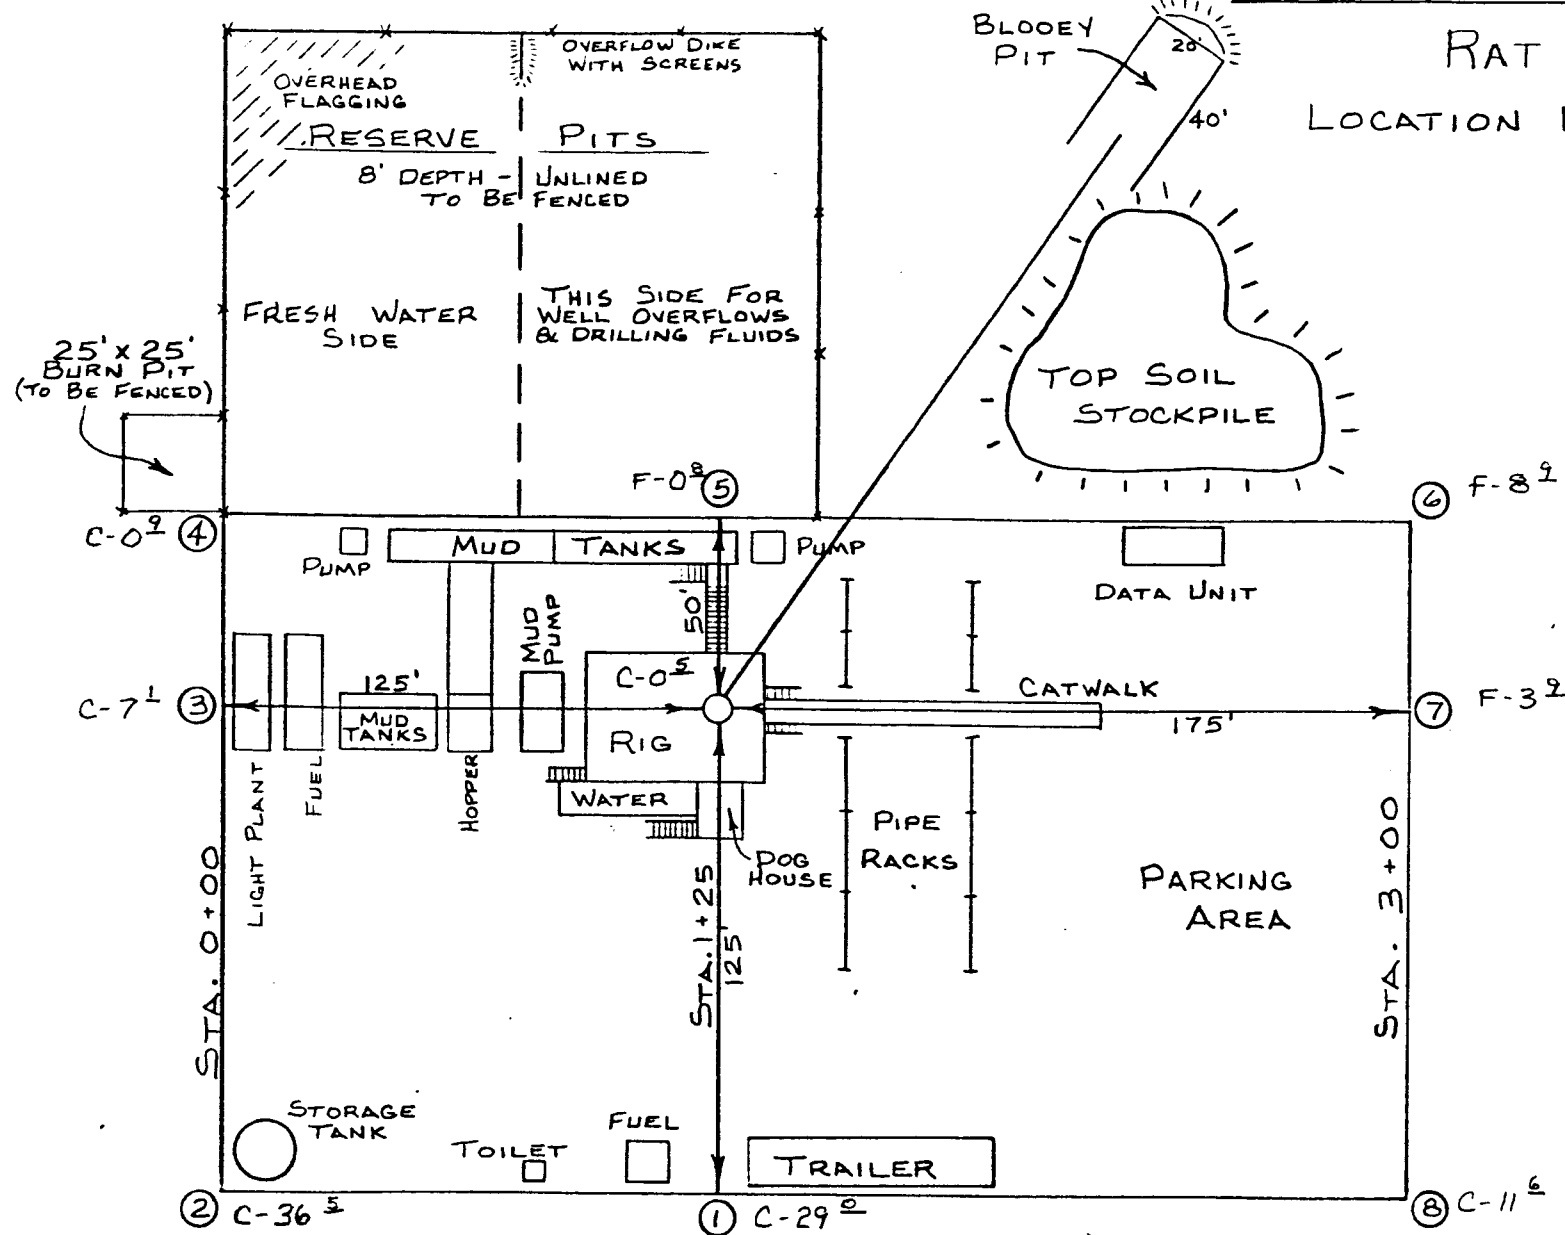 BLOOEY
PIT
20'
40'
RAT
LOCATION
OVERFLOW DIKE
WITH SCREENS
OVERHEAD
FLAGGING
RESERVE PITS
8' DEPTH - UNLINED
TO BE FENCED
FRESH WATER
SIDE
THIS SIDE FOR
WELL OVERFLOWS
& DRILLING FLUIDS
25' x 25'
BURN PIT
(TO BE FENCED)
TOP SOIL
STOCKPILE
F-0 8
5
6
F-8 9
C-0 9
4
PUMP
MUD TANKS
PUMP
DATA UNIT
50'
MUD
PUMP
C-0 5
125'
C-7 1
3
MUD
TANKS
RIG
CATWALK
175'
7
F-3 9
LIGHT PLANT
FUEL
HOPPER
WATER
DOG
HOUSE
PIPE
RACKS
PARKING
AREA
STA. 0+00
STA. 1+25
125'
STA. 3+00
STORAGE
TANK
TOILET
FUEL
TRAILER
2
C-36 5
1
C-29 0
8
C-11 6